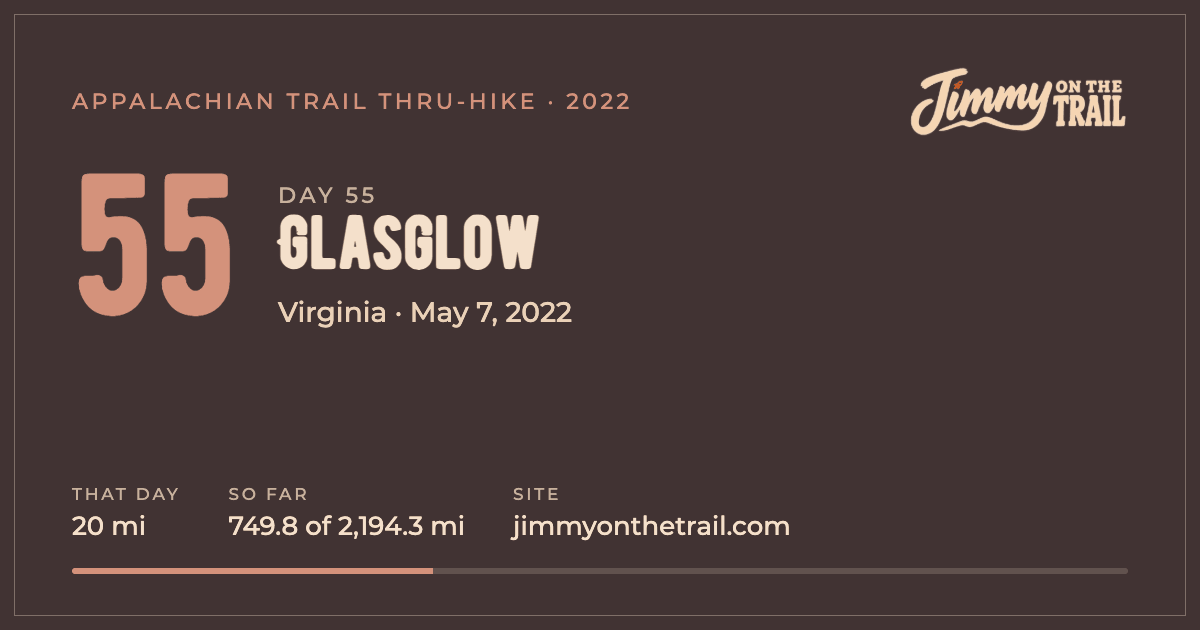 APPALACHIAN TRAIL THRU-HIKE · 2022
Jimmy ON THE TRAIL
55
DAY 55
GLASGLOW
Virginia · May 7, 2022
THAT DAY
20 mi
SO FAR
749.8 of 2,194.3 mi
SITE
jimmyonthetrail.com